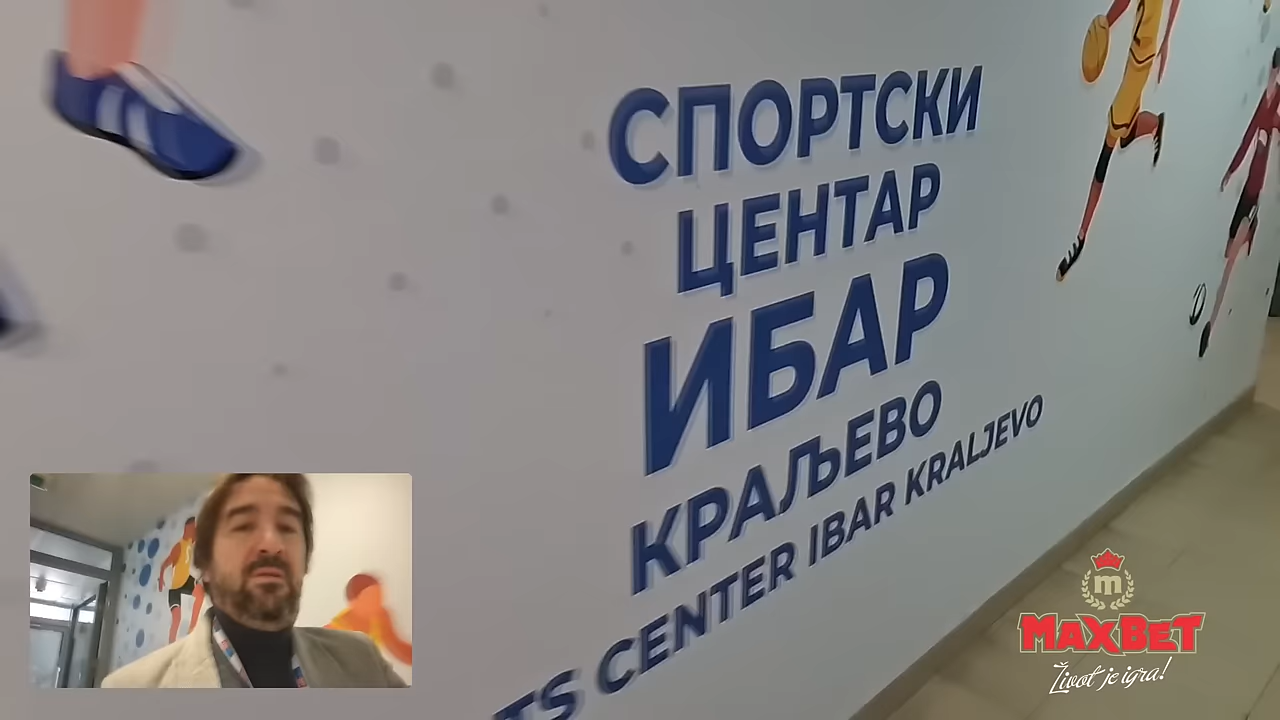 СПОРТСКИ
ЦЕНТАР
ИБАР
КРАЉЕВО
TS CENTER IBAR KRALJEVO
m
MAXBET
Život je igra!